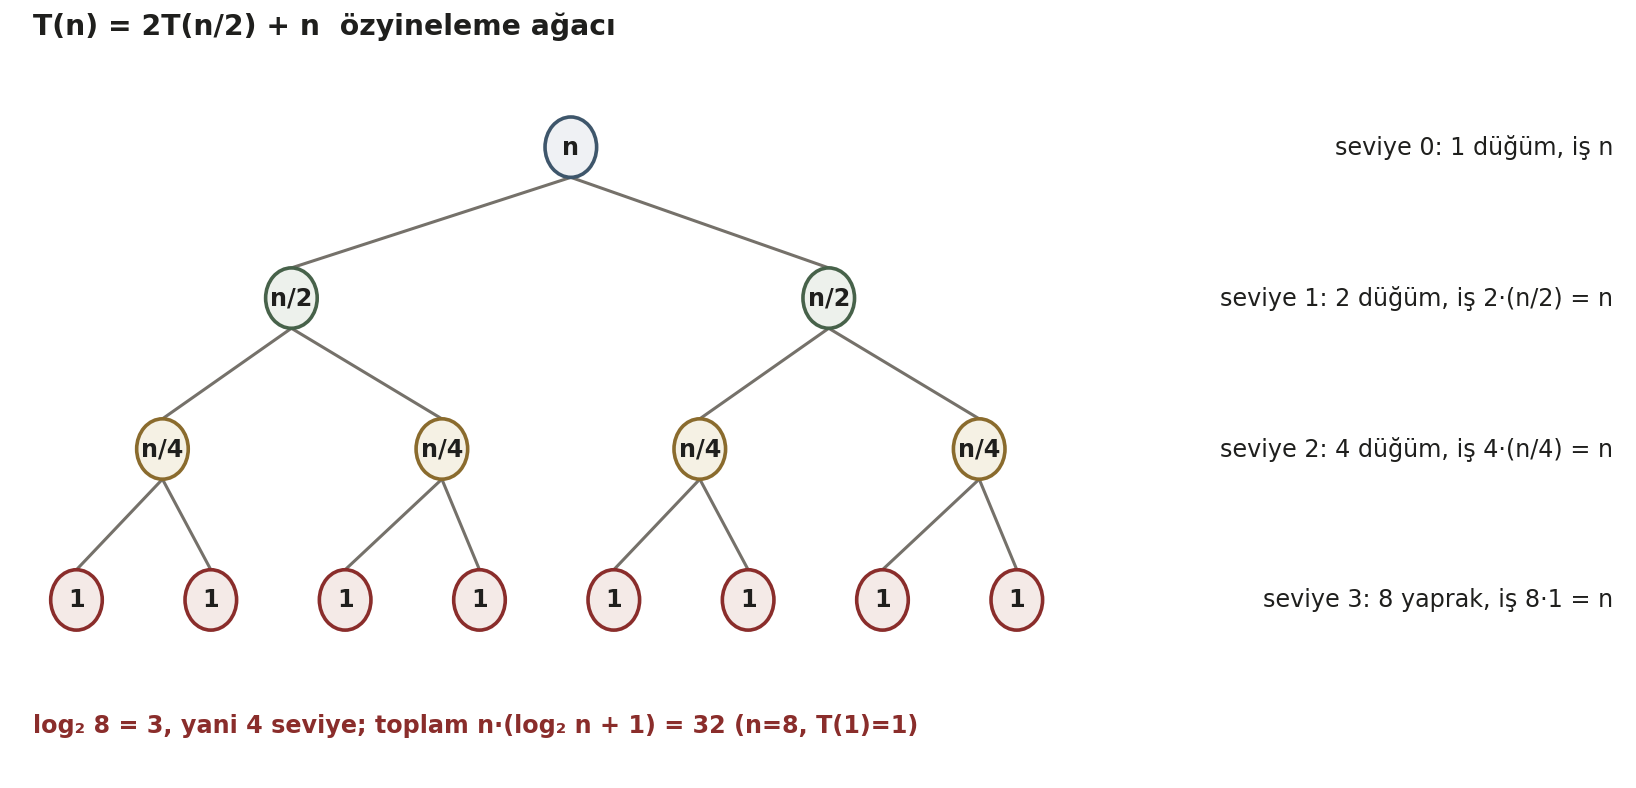 T(n) = 2T(n/2) + n  özyineleme ağacı
n
seviye 0: 1 düğüm, iş n
n/2
n/2
seviye 1: 2 düğüm, iş 2·(n/2) = n
n/4
n/4
n/4
n/4
seviye 2: 4 düğüm, iş 4·(n/4) = n
1
1
1
1
1
1
1
1
seviye 3: 8 yaprak, iş 8·1 = n
log₂ 8 = 3, yani 4 seviye; toplam n·(log₂ n + 1) = 32 (n=8, T(1)=1)